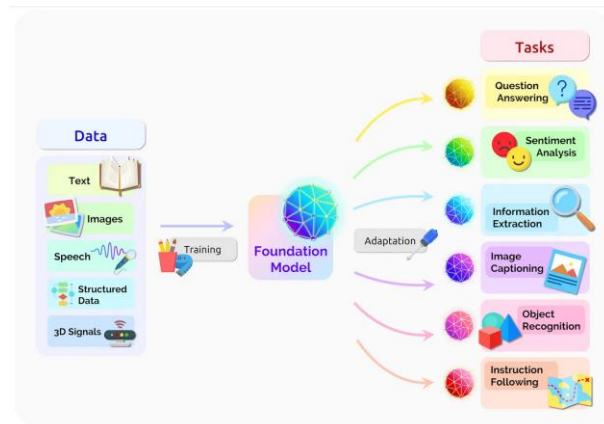 Data
Text
Images
Speech
Structured
Data
3D Signals
Training
Foundation
Model
Adaptation
Tasks
Question
Answering
Sentiment
Analysis
Information
Extraction
Image
Captioning
Object
Recognition
Instruction
Following